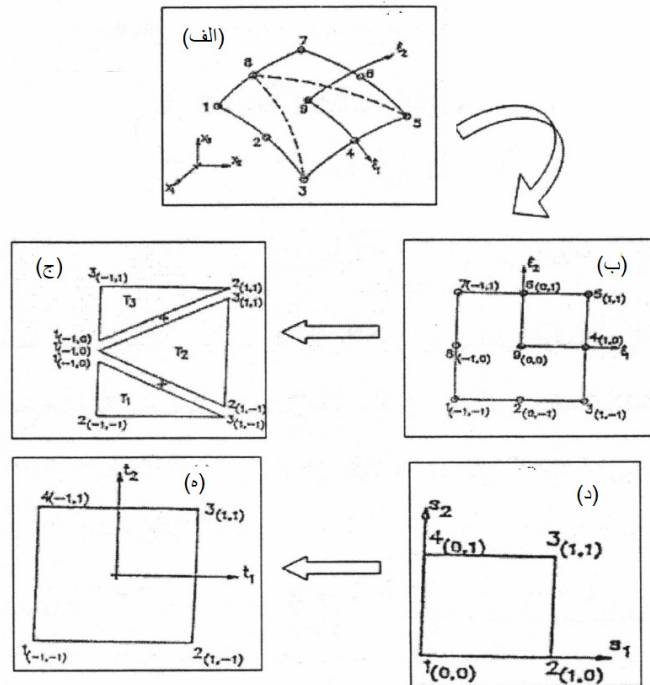 (الف)
7
8
ξ₂
6
1
9
5
2
4
ξ₁
3
X₃
X₂
X₁
(ب)
ξ₂
7(-1,1)
6(0,1)
5(1,1)
8(-1,0)
9(0,0)
4(1,0)
ξ₁
1(-1,-1)
2(0,-1)
3(1,-1)
(ج)
3(-1,1)
2(1,1)
T₃
3(1,1)
+
1(-1,0)
1(-1,0)
1(-1,0)
T₂
+
T₁
2(1,-1)
2(-1,-1)
3(1,-1)
(د)
s₂
4(0,1)
3(1,1)
s₁
1(0,0)
2(1,0)
(ه)
t₂
4(-1,1)
3(1,1)
t₁
1(-1,-1)
2(1,-1)